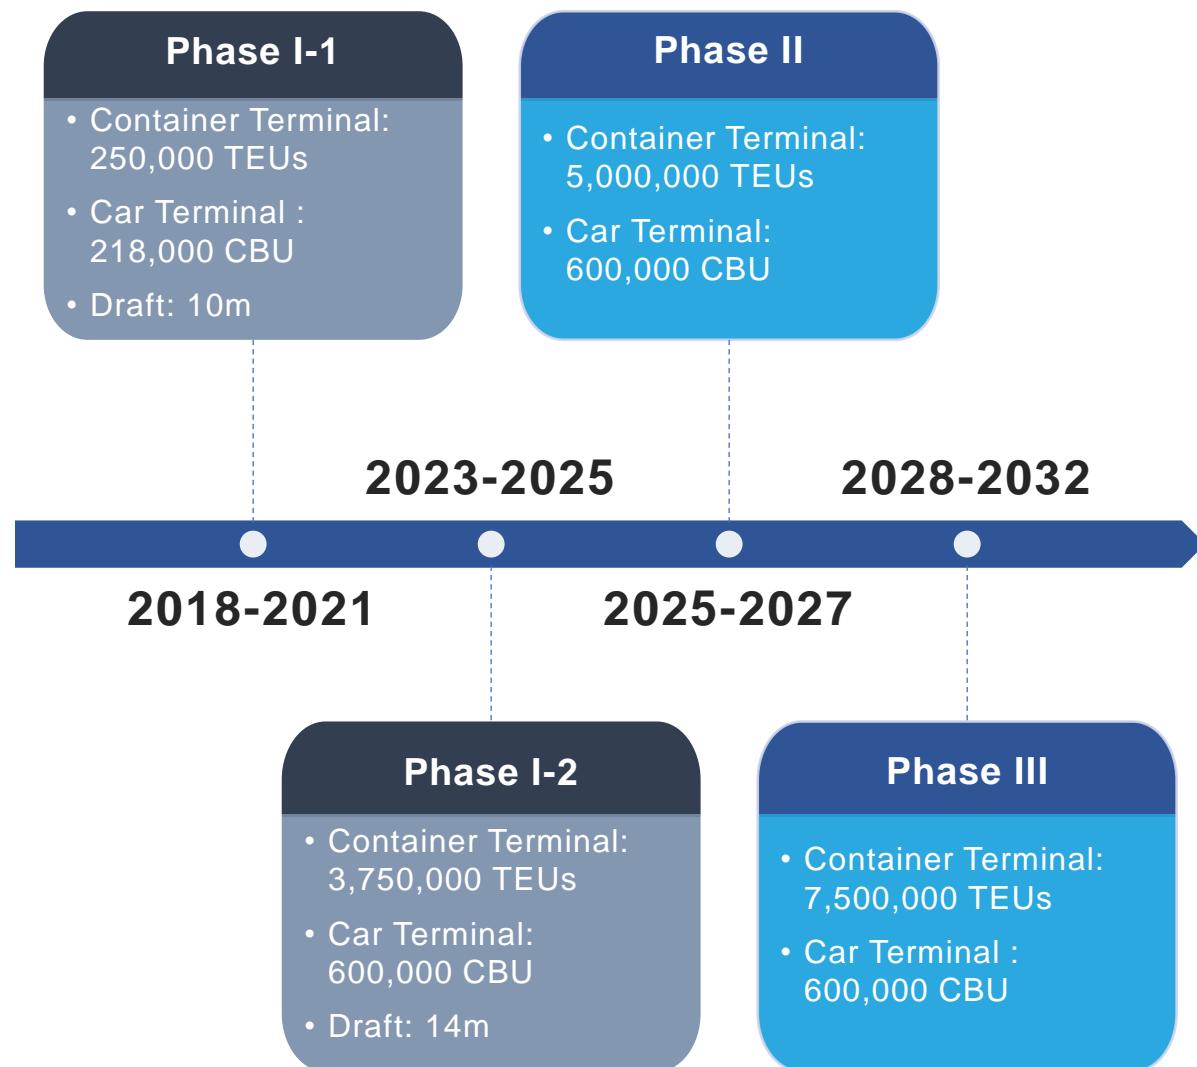 Phase I-1
• Container Terminal:
250,000 TEUs
• Car Terminal :
218,000 CBU
• Draft: 10m
Phase II
• Container Terminal:
5,000,000 TEUs
• Car Terminal:
600,000 CBU
2023-2025
2028-2032
2018-2021
2025-2027
Phase I-2
• Container Terminal:
3,750,000 TEUs
• Car Terminal:
600,000 CBU
• Draft: 14m
Phase III
• Container Terminal:
7,500,000 TEUs
• Car Terminal :
600,000 CBU